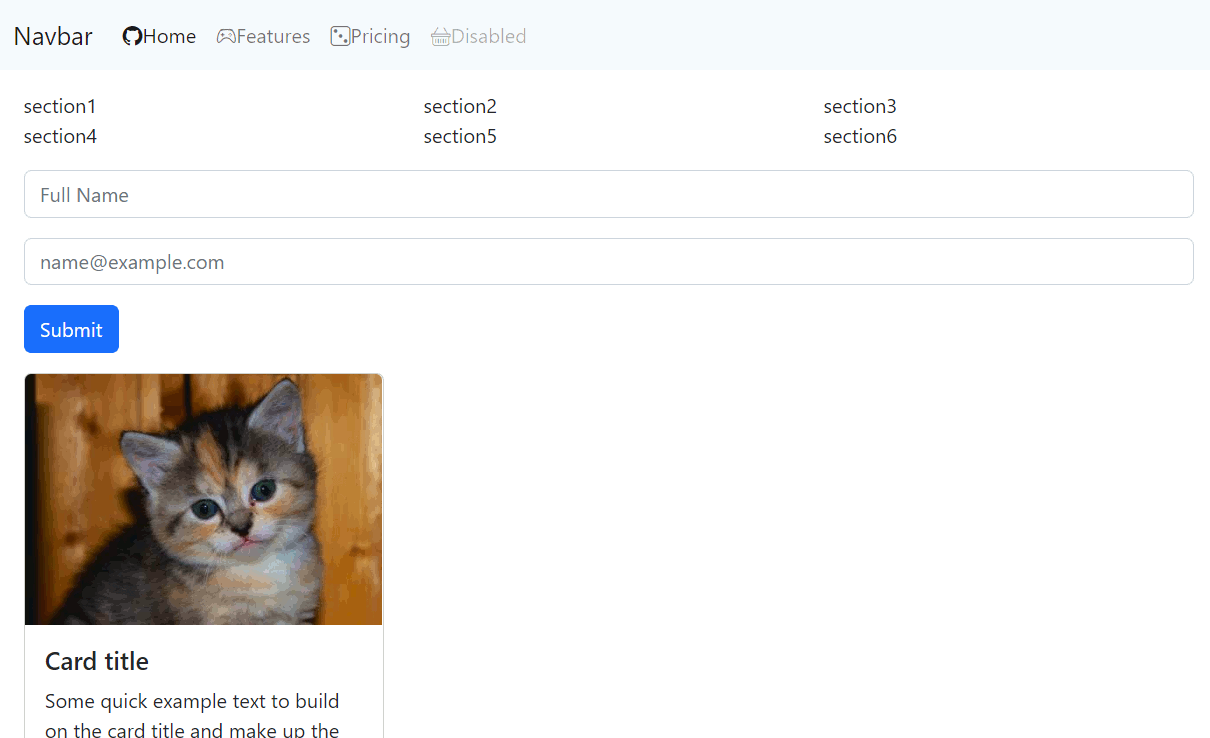 Navbar Home Features Pricing Disabled
section1 section2 section3
section4 section5 section6
Full Name
name@example.com
Submit
Card title
Some quick example text to build
on the card title and make up the